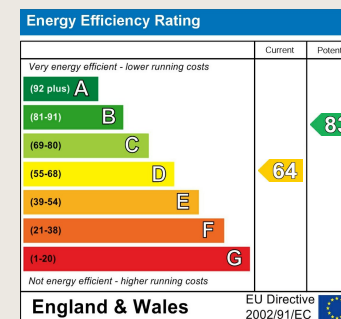 Energy Efficiency Rating
Current
Very energy efficient - lower running costs
(92 plus) A
(81-91) B
83
(69-80) C
(55-68) D
64
(39-54) E
(21-38) F
(1-20) G
Not energy efficient - higher running costs
England & Wales
EU Directive
2002/91/EC